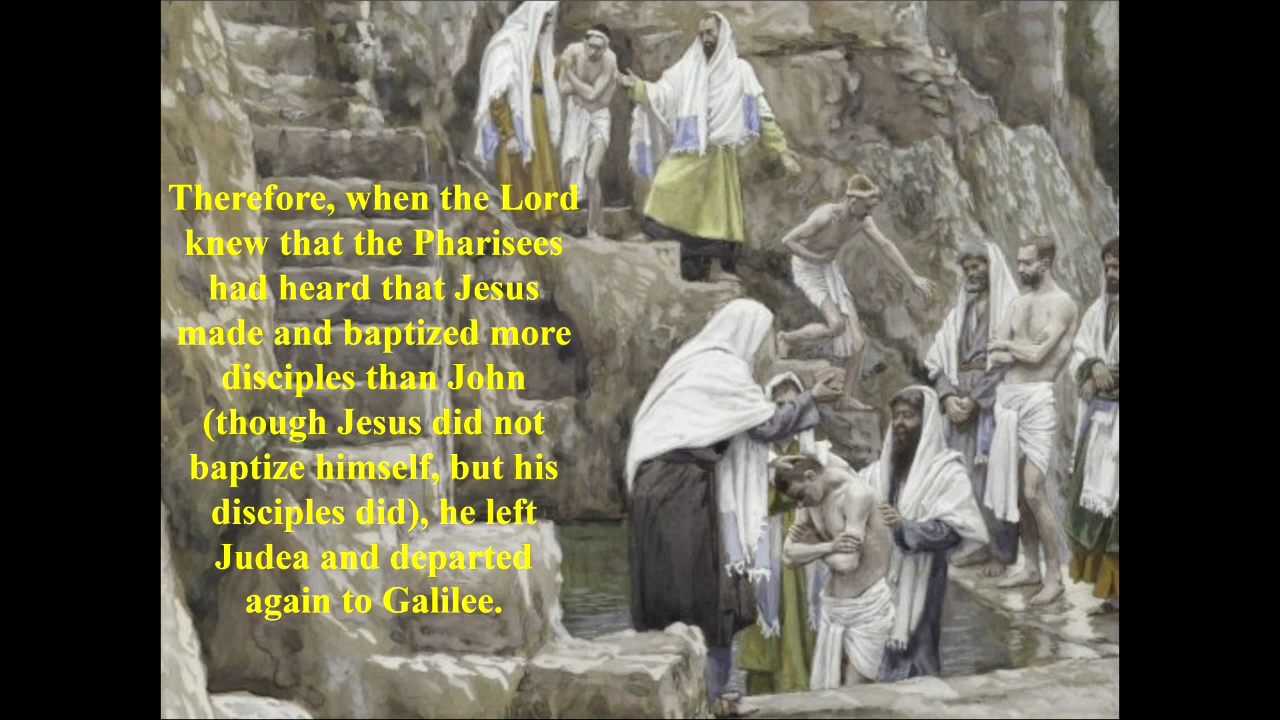 Therefore, when the Lord
knew that the Pharisees
had heard that Jesus
made and baptized more
disciples than John
(though Jesus did not
baptize himself, but his
disciples did), he left
Judea and departed
again to Galilee.